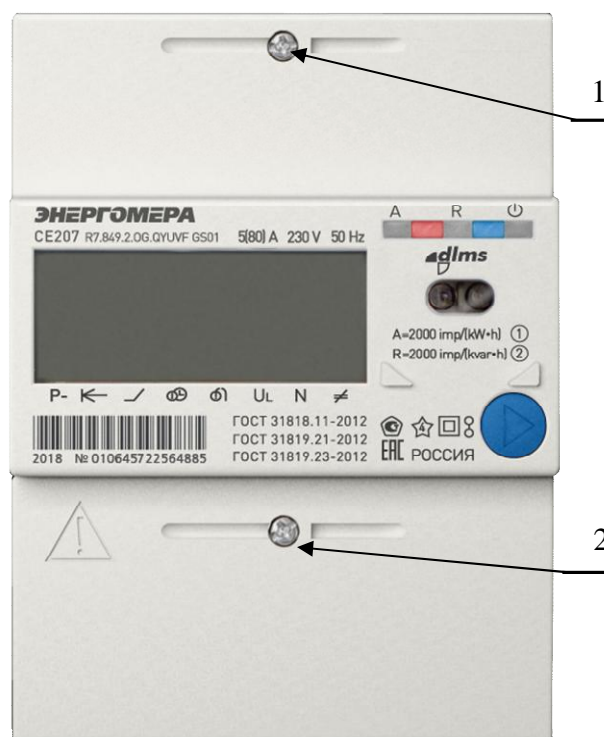 1
ЭНЕРГОМЕРА
CE207 R7.849.2.OG.QYUVF GS01 5(80) A 230 V 50 Hz
A R
dlms
A=2000 imp/(kW•h) 1
R=2000 imp/(kvar•h) 2
P- UL N ≠
ГОСТ 31818.11-2012
ГОСТ 31819.21-2012
ГОСТ 31819.23-2012
2018 № 010645722564885
4
EAC РОССИЯ
2